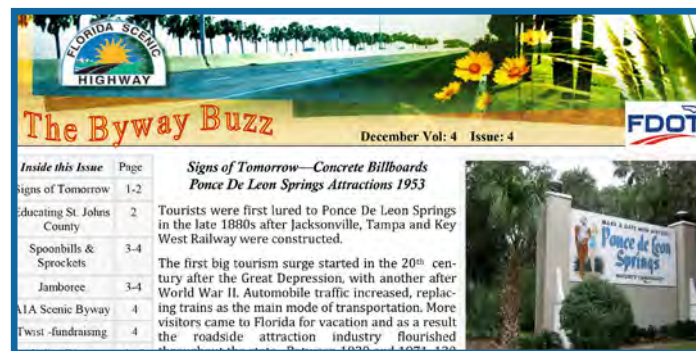 FLORIDA SCENIC
HIGHWAY
The Byway Buzz
December Vol: 4 Issue: 4
FDOT
Inside this Issue Page
Signs of Tomorrow 1-2
Educating St. Johns County 2
Spoonbills & Sprockets 3-4
Jamboree 3-4
A1A Scenic Byway 4
Twist -fundraising 4
Signs of Tomorrow—Concrete Billboards
Ponce De Leon Springs Attractions 1953
Tourists were first lured to Ponce De Leon Springs
in the late 1880s after Jacksonville, Tampa and Key
West Railway were constructed.
The first big tourism surge started in the 20th cen-
tury after the Great Depression, with another after
World War II. Automobile traffic increased, replac-
ing trains as the main mode of transportation. More
visitors came to Florida for vacation and as a result
the roadside attraction industry flourished
Ponce de Leon
Springs